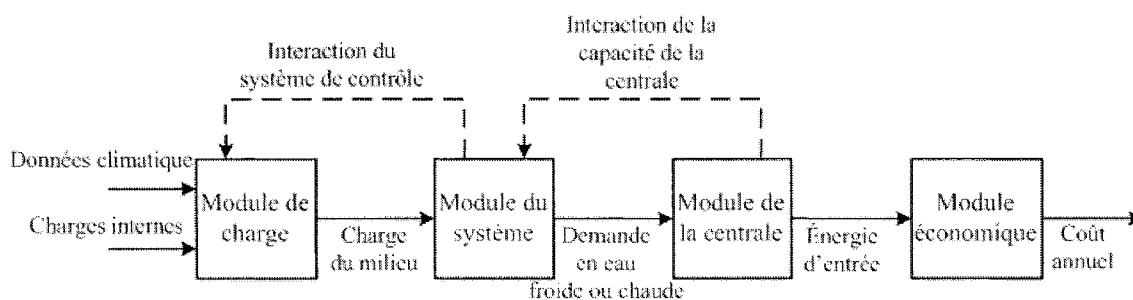 Interaction du
système de contrôle
Interaction de la
capacité de la
centrale
Données climatique
Charges internes
Module de
charge
Charge
du milieu
Module du
système
Demande
en eau
froide ou chaude
Module de
la centrale
Énergie
d'entrée
Module
économique
Coût
annuel